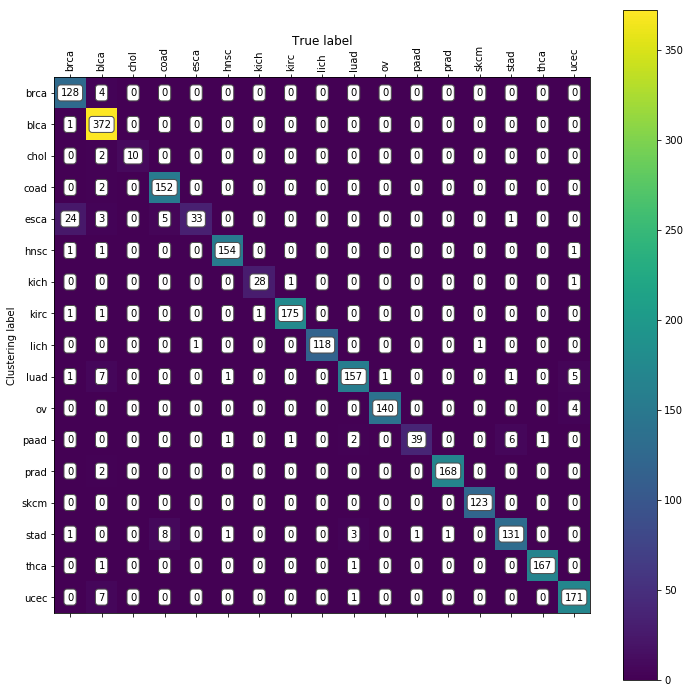 True label
brca blca chol coad esca hnsc kich kirc lich luad ov paad prad skcm stad thca ucec
Clustering label
brca 128 4 0 0 0 0 0 0 0 0 0 0 0 0 0 0 0
blca 1 372 0 0 0 0 0 0 0 0 0 0 0 0 0 0 0
chol 0 2 10 0 0 0 0 0 0 0 0 0 0 0 0 0 0
coad 0 2 0 152 0 0 0 0 0 0 0 0 0 0 0 0 0
esca 24 3 0 5 33 0 0 0 0 0 0 0 0 0 1 0 0
hnsc 1 1 0 0 0 154 0 0 0 0 0 0 0 0 0 0 1
kich 0 0 0 0 0 0 28 1 0 0 0 0 0 0 0 0 1
kirc 1 1 0 0 0 0 1 175 0 0 0 0 0 0 0 0 0
lich 0 0 0 0 1 0 0 0 118 0 0 0 0 1 0 0 0
luad 1 7 0 0 0 1 0 0 0 157 1 0 0 0 1 0 5
ov 0 0 0 0 0 0 0 0 0 0 140 0 0 0 0 0 4
paad 0 0 0 0 0 1 0 1 0 2 0 39 0 0 6 1 0
prad 0 2 0 0 0 0 0 0 0 0 0 0 168 0 0 0 0
skcm 0 0 0 0 0 0 0 0 0 0 0 0 0 123 0 0 0
stad 1 0 0 8 0 1 0 0 0 3 0 1 1 0 131 0 0
thca 0 1 0 0 0 0 0 0 0 1 0 0 0 0 0 167 0
ucec 0 7 0 0 0 0 0 0 0 1 0 0 0 0 0 0 171
350
300
250
200
150
100
50
0